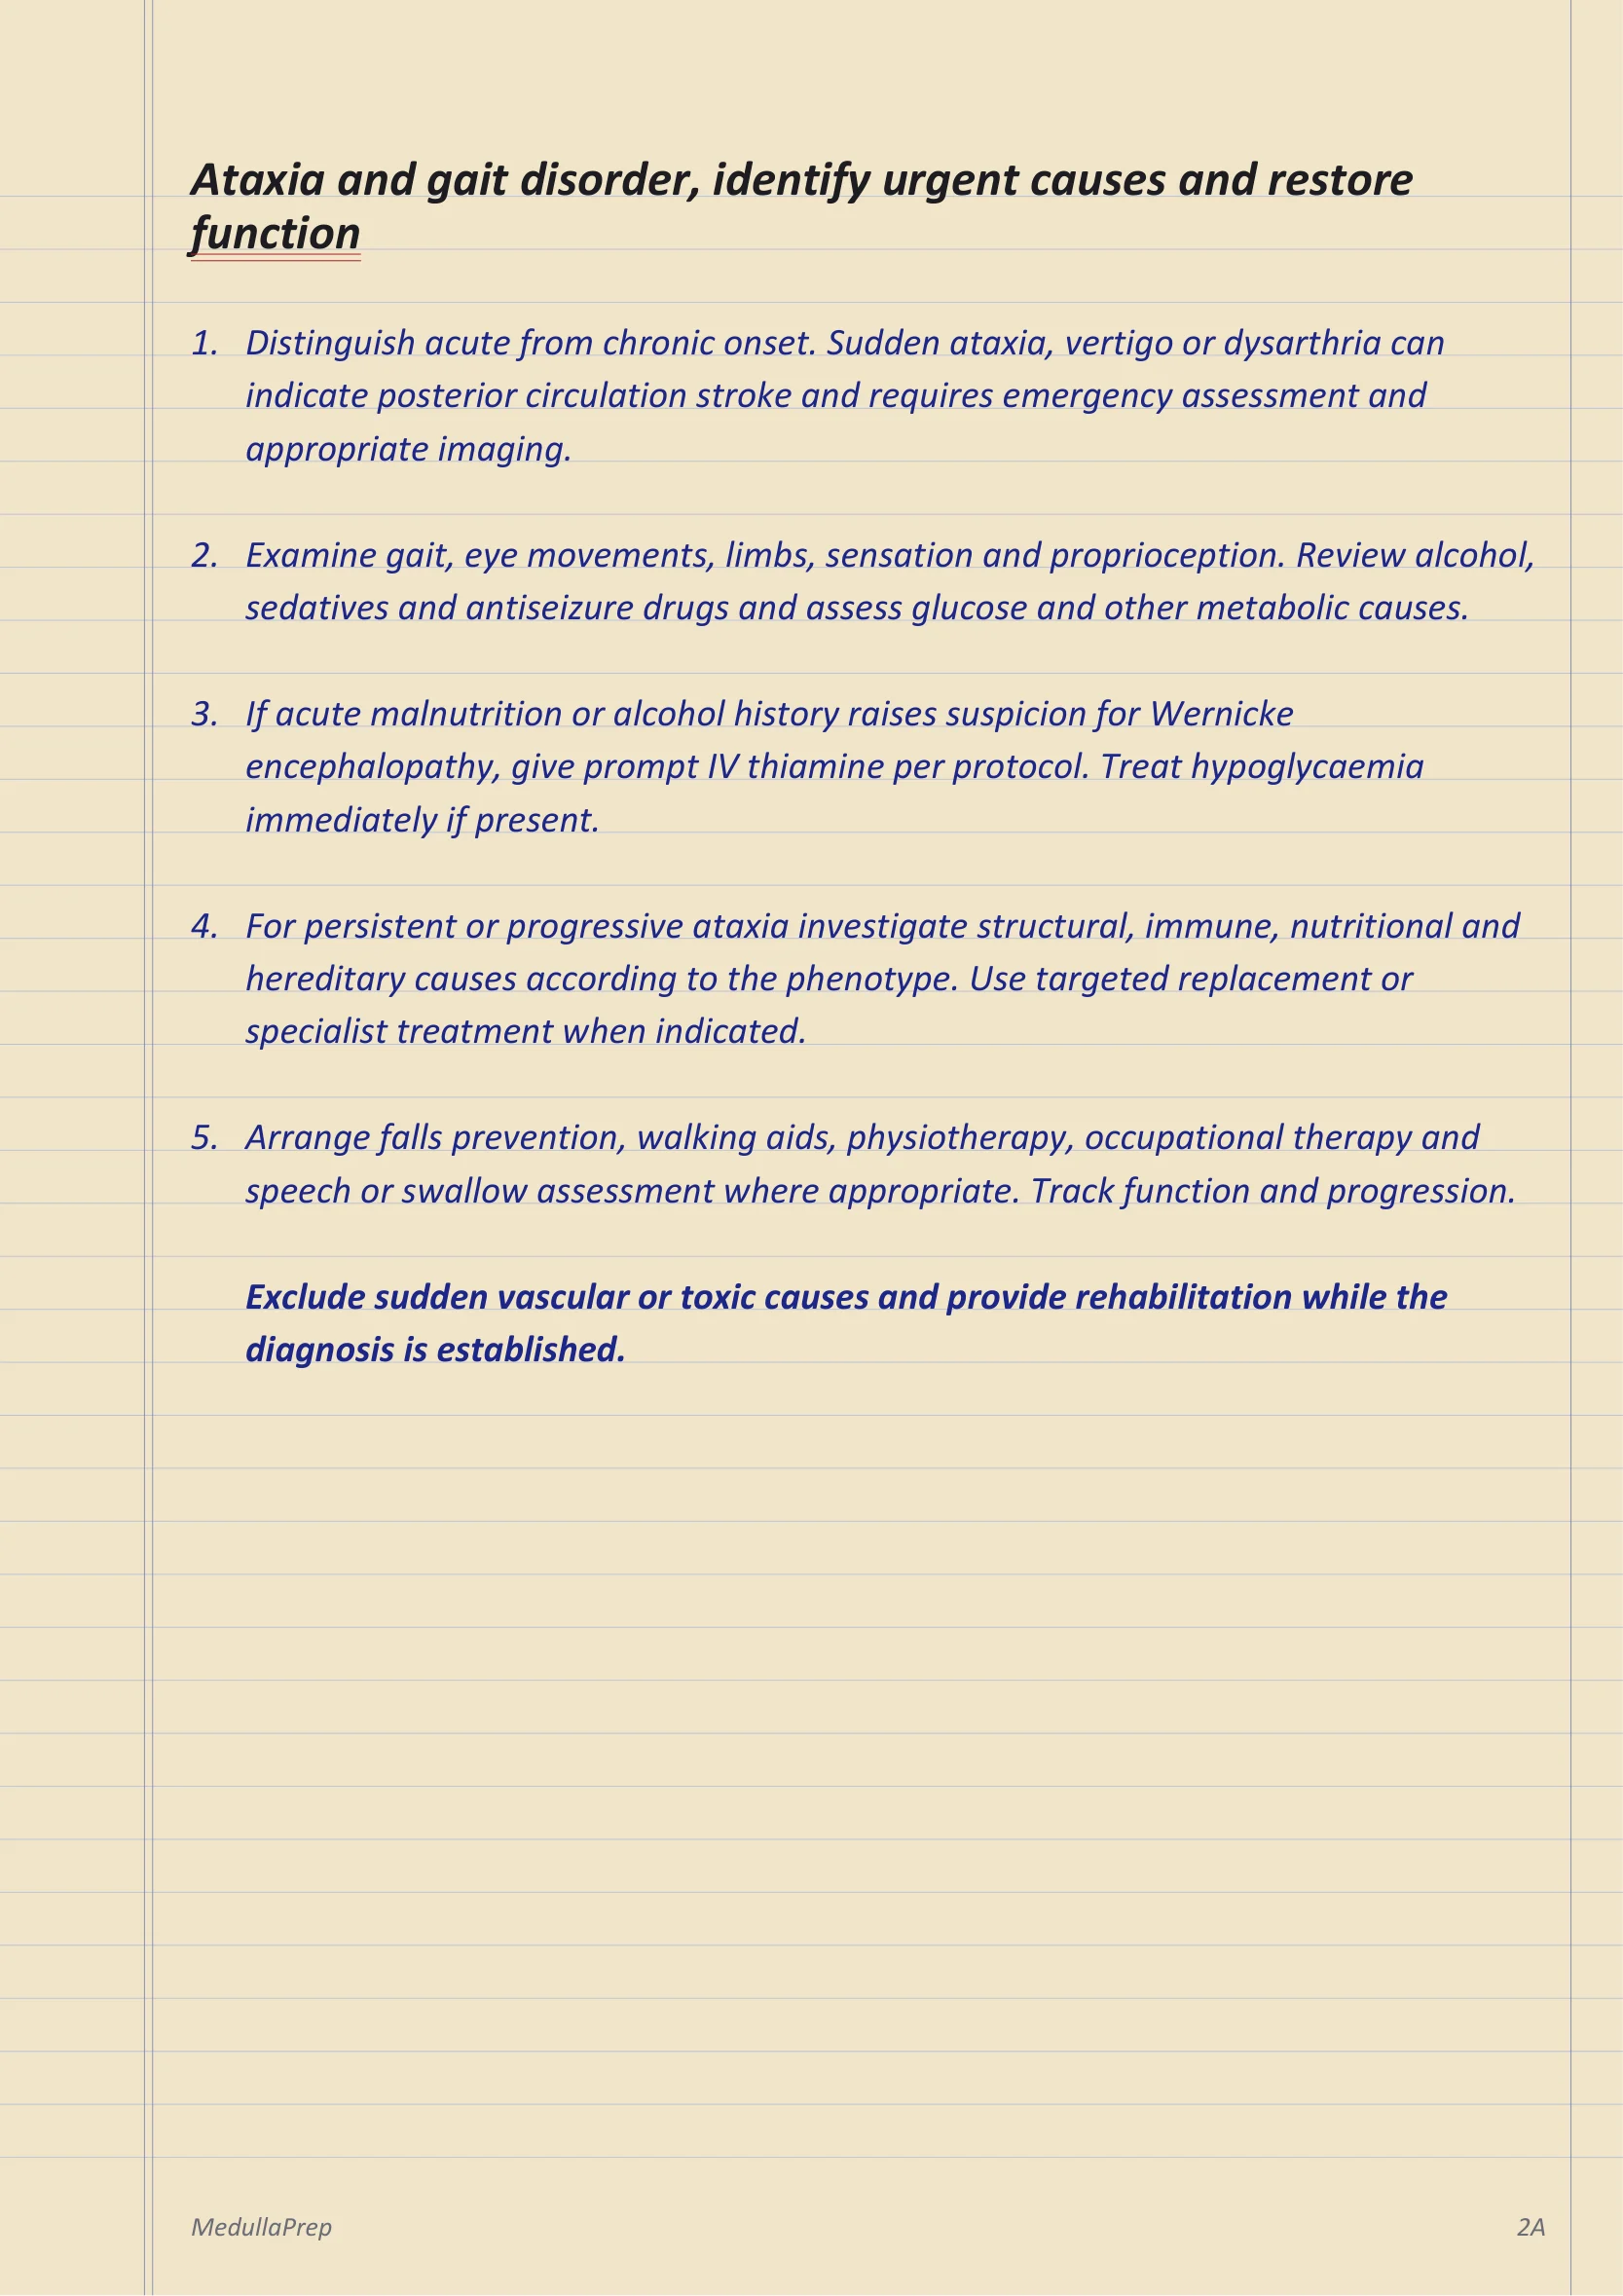 Ataxia and gait disorder, identify urgent causes and restore
function
1. Distinguish acute from chronic onset. Sudden ataxia, vertigo or dysarthria can
indicate posterior circulation stroke and requires emergency assessment and
appropriate imaging.
2. Examine gait, eye movements, limbs, sensation and proprioception. Review alcohol,
sedatives and antiseizure drugs and assess glucose and other metabolic causes.
3. If acute malnutrition or alcohol history raises suspicion for Wernicke
encephalopathy, give prompt IV thiamine per protocol. Treat hypoglycaemia
immediately if present.
4. For persistent or progressive ataxia investigate structural, immune, nutritional and
hereditary causes according to the phenotype. Use targeted replacement or
specialist treatment when indicated.
5. Arrange falls prevention, walking aids, physiotherapy, occupational therapy and
speech or swallow assessment where appropriate. Track function and progression.
Exclude sudden vascular or toxic causes and provide rehabilitation while the
diagnosis is established.
MedullaPrep
2A